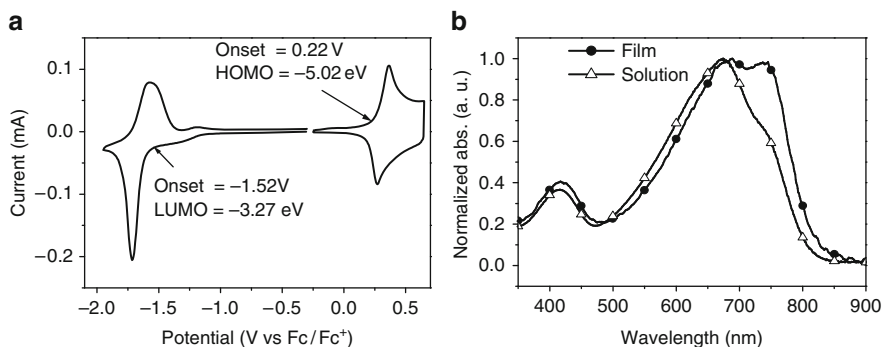 a
Onset = 0.22 V
HOMO = −5.02 eV
Onset = −1.52V
LUMO = −3.27 eV
Current (mA)
0.1
0.0
−0.1
−0.2
−2.0 −1.5 −1.0 −0.5 0.0 0.5
Potential (V vs Fc/Fc⁺)
b
Film
Solution
Normalized abs. (a. u.)
1.0
0.8
0.6
0.4
0.2
0.0
400 500 600 700 800 900
Wavelength (nm)